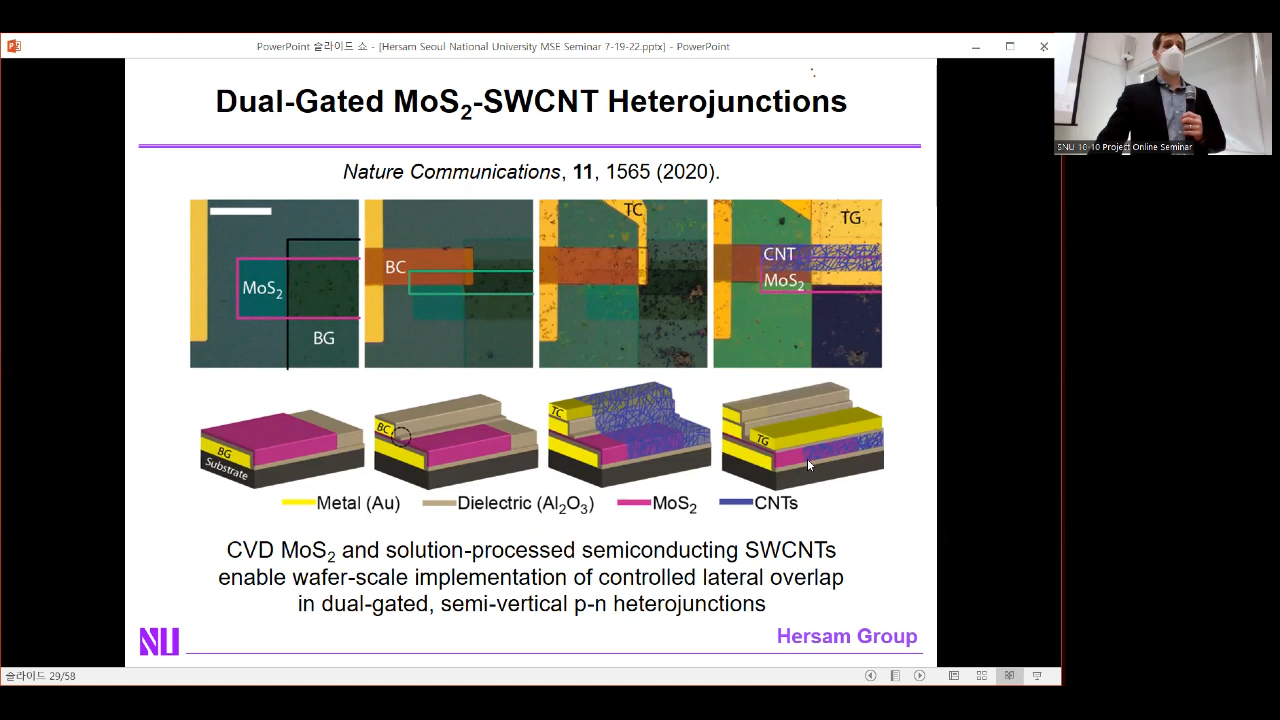 PowerPoint 슬라이드 쇼 - [Hersam Seoul National University MSE Seminar 7-19-22.pptx] - PowerPoint
Dual-Gated MoS₂-SWCNT Heterojunctions
Nature Communications, 11, 1565 (2020).
MoS₂
BG
BC
TC
TG
CNT
MoS₂
BG
Substrate
BC
TC
TG
Metal (Au)
Dielectric (Al₂O₃)
MoS₂
CNTs
CVD MoS₂ and solution-processed semiconducting SWCNTs
enable wafer-scale implementation of controlled lateral overlap
in dual-gated, semi-vertical p-n heterojunctions
NU
Hersam Group
슬라이드 29/58
SNU 10-10 Project Online Seminar